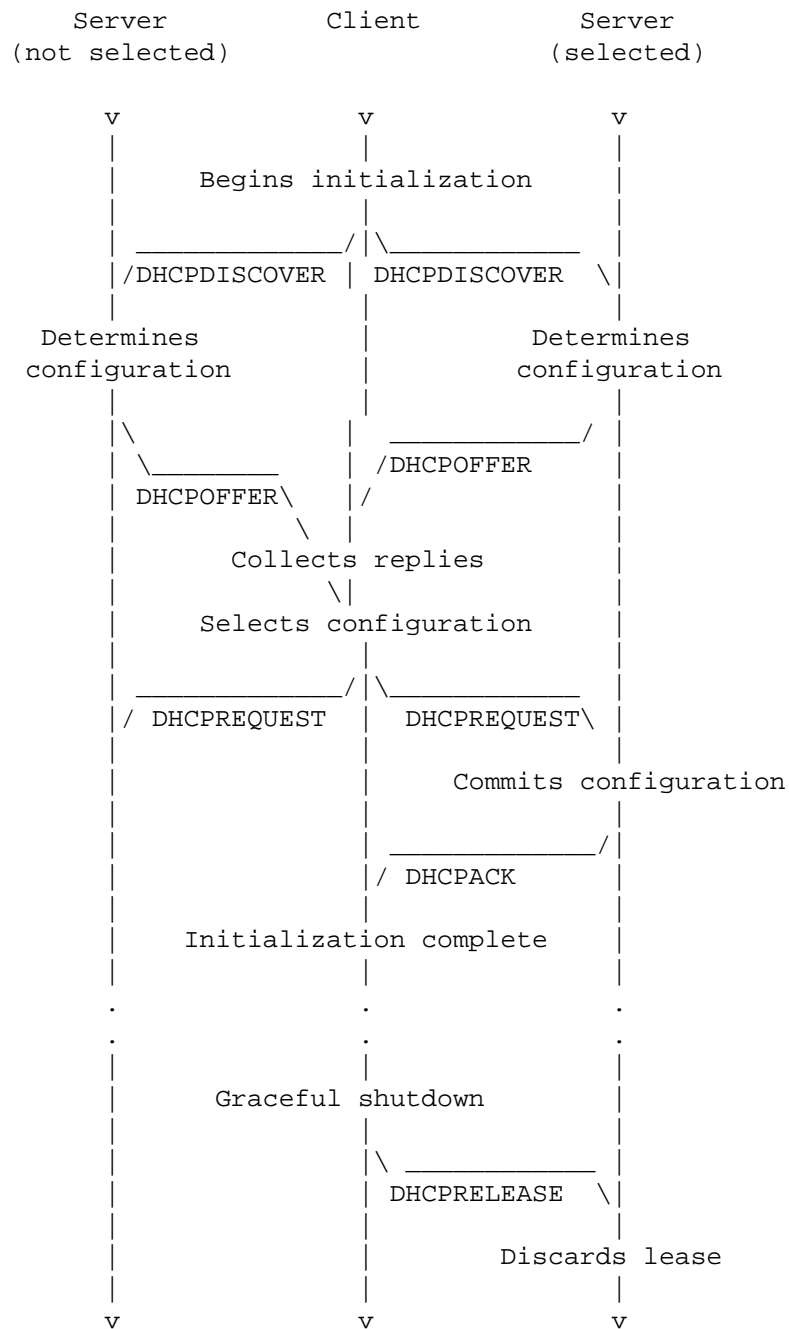 Server Client Server
(not selected) (selected)
v v v
Begins initialization
DHCPDISCOVER DHCPDISCOVER
Determines Determines
configuration configuration
DHCPOFFER
DHCPOFFER
Collects replies
Selects configuration
DHCPREQUEST DHCPREQUEST
Commits configuration
DHCPACK
Initialization complete
. . .
. . .
Graceful shutdown
DHCPRELEASE
Discards lease
v v v